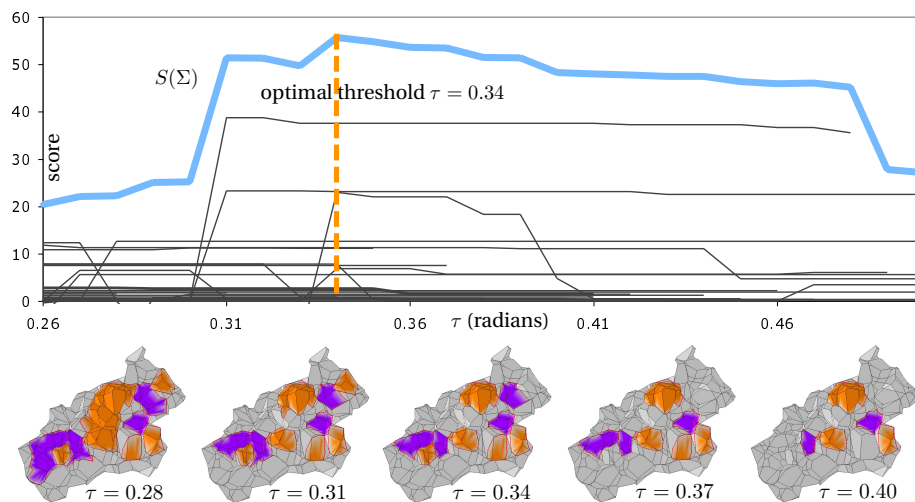 60
50
S(Σ)
optimal threshold τ = 0.34
40
score
30
20
10
0
0.26
0.31
0.36
τ (radians)
0.41
0.46
τ = 0.28
τ = 0.31
τ = 0.34
τ = 0.37
τ = 0.40